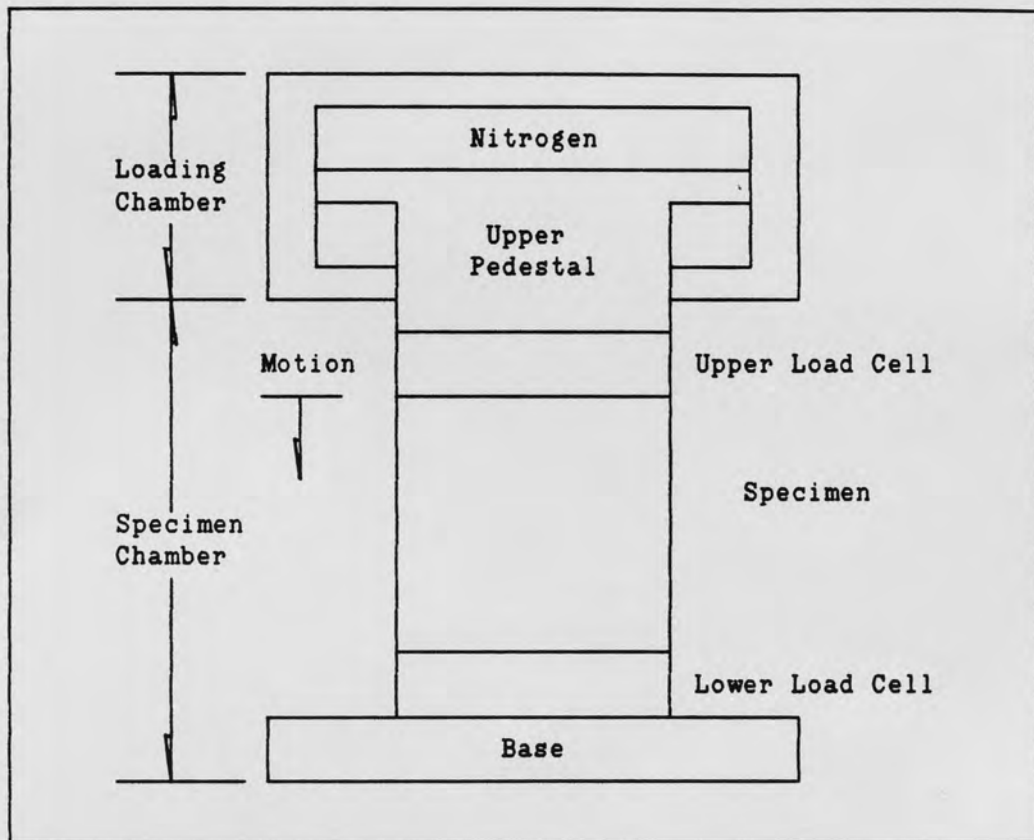 Nitrogen
Loading
Chamber
Upper
Pedestal
Motion
Upper Load Cell
Specimen
Specimen
Chamber
Lower Load Cell
Base